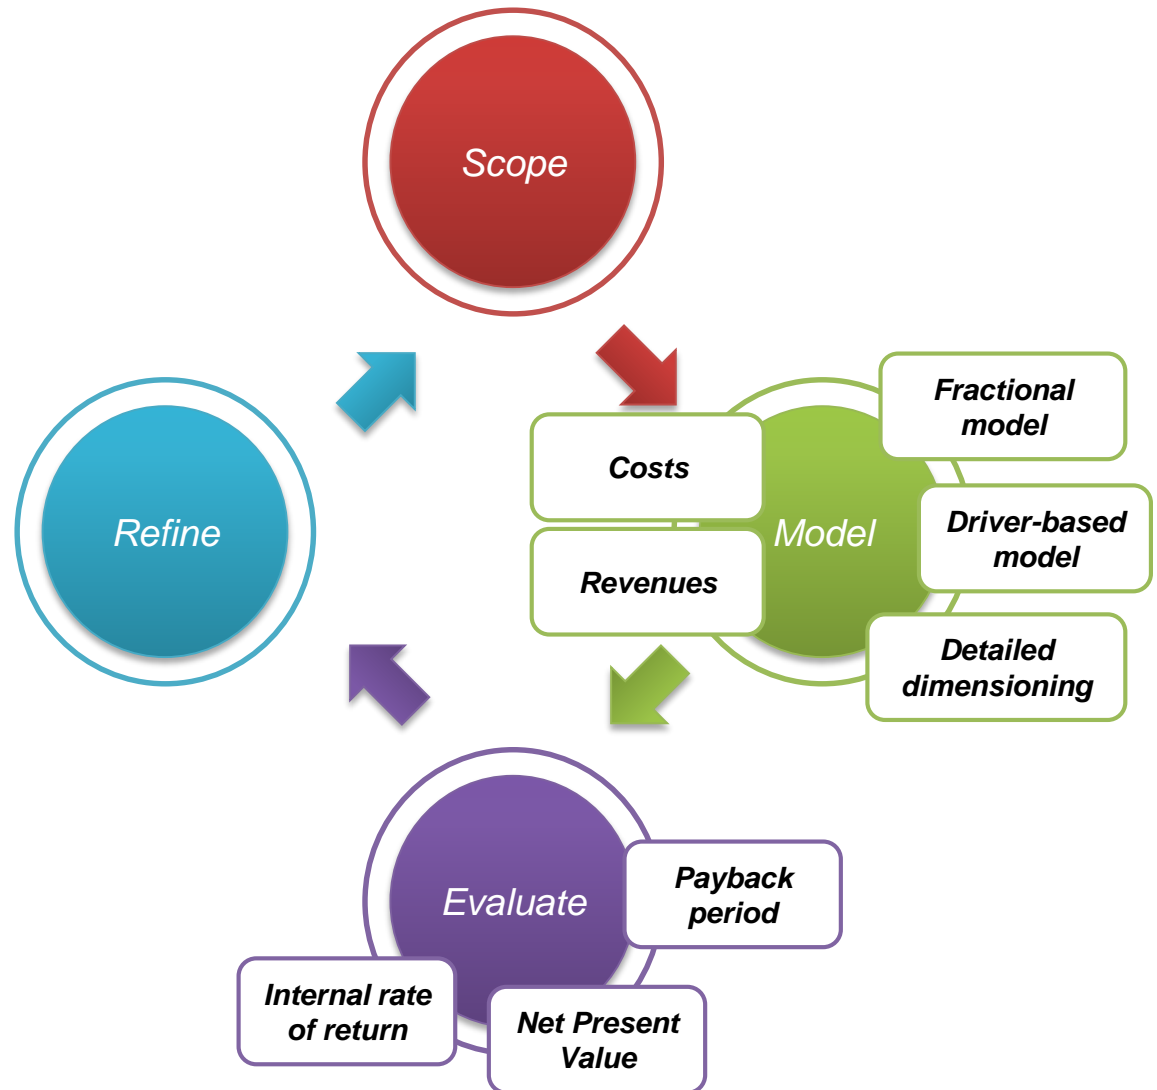 Scope
Fractional
model
Costs
Driver-based
model
Refine
Model
Revenues
Detailed
dimensioning
Payback
period
Evaluate
Internal rate
of return
Net Present
Value